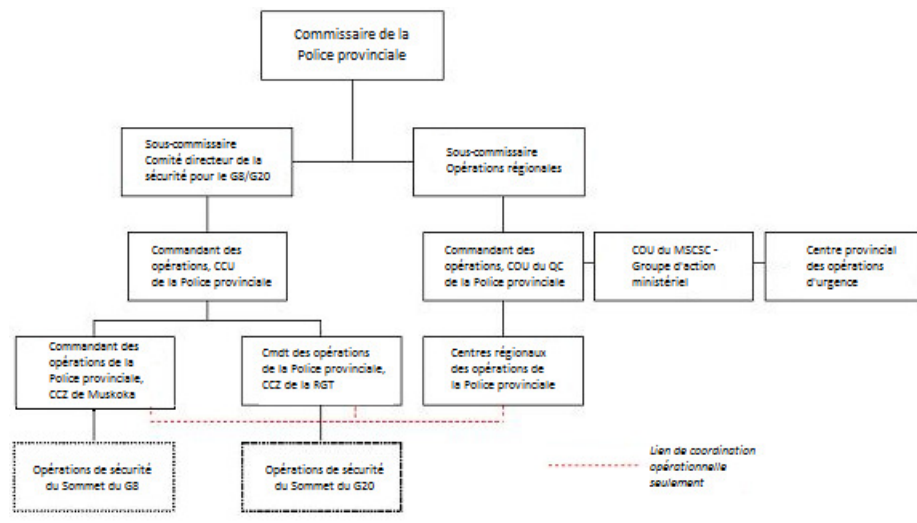 Commissaire de la
Police provinciale
Sous-commissaire
Comité directeur de la
sécurité pour le G8/G20
Sous-commissaire
Opérations régionales
Commandant des
opérations, CCU
de la Police provinciale
Commandant des
opérations, COU du QC
de la Police provinciale
COU du MSCSC -
Groupe d'action
ministériel
Centre provincial
des opérations
d'urgence
Commandant des
opérations de la
Police provinciale,
CCZ de Muskoka
Cmdt des opérations
de la Police provinciale,
CCZ de la RGT
Centres régionaux
des opérations de
la Police provinciale
Opérations de sécurité
du Sommet du G8
Opérations de sécurité
du Sommet du G20
Lien de coordination
opérationnelle
seulement